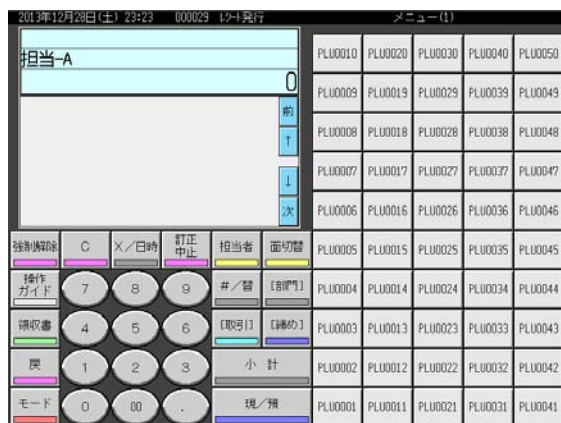 2013年12月28日(土) 23:23 000029 レシート発行 メニュー(1)
担当-A
0
前
↑
↓
次
強制解除 C ×／日時 訂正中止 担当者 面切替
操作ガイド 7 8 9 #／替 [部門]
領収書 4 5 6 [取引] [締め]
戻 1 2 3 小 計
モード 0 00 . 現／預
PLU0010 PLU0020 PLU0030 PLU0040 PLU0050
PLU0009 PLU0019 PLU0029 PLU0039 PLU0049
PLU0008 PLU0018 PLU0028 PLU0038 PLU0048
PLU0007 PLU0017 PLU0027 PLU0037 PLU0047
PLU0006 PLU0016 PLU0026 PLU0036 PLU0046
PLU0005 PLU0015 PLU0025 PLU0035 PLU0045
PLU0004 PLU0014 PLU0024 PLU0034 PLU0044
PLU0003 PLU0013 PLU0023 PLU0033 PLU0043
PLU0002 PLU0012 PLU0022 PLU0032 PLU0042
PLU0001 PLU0011 PLU0021 PLU0031 PLU0041